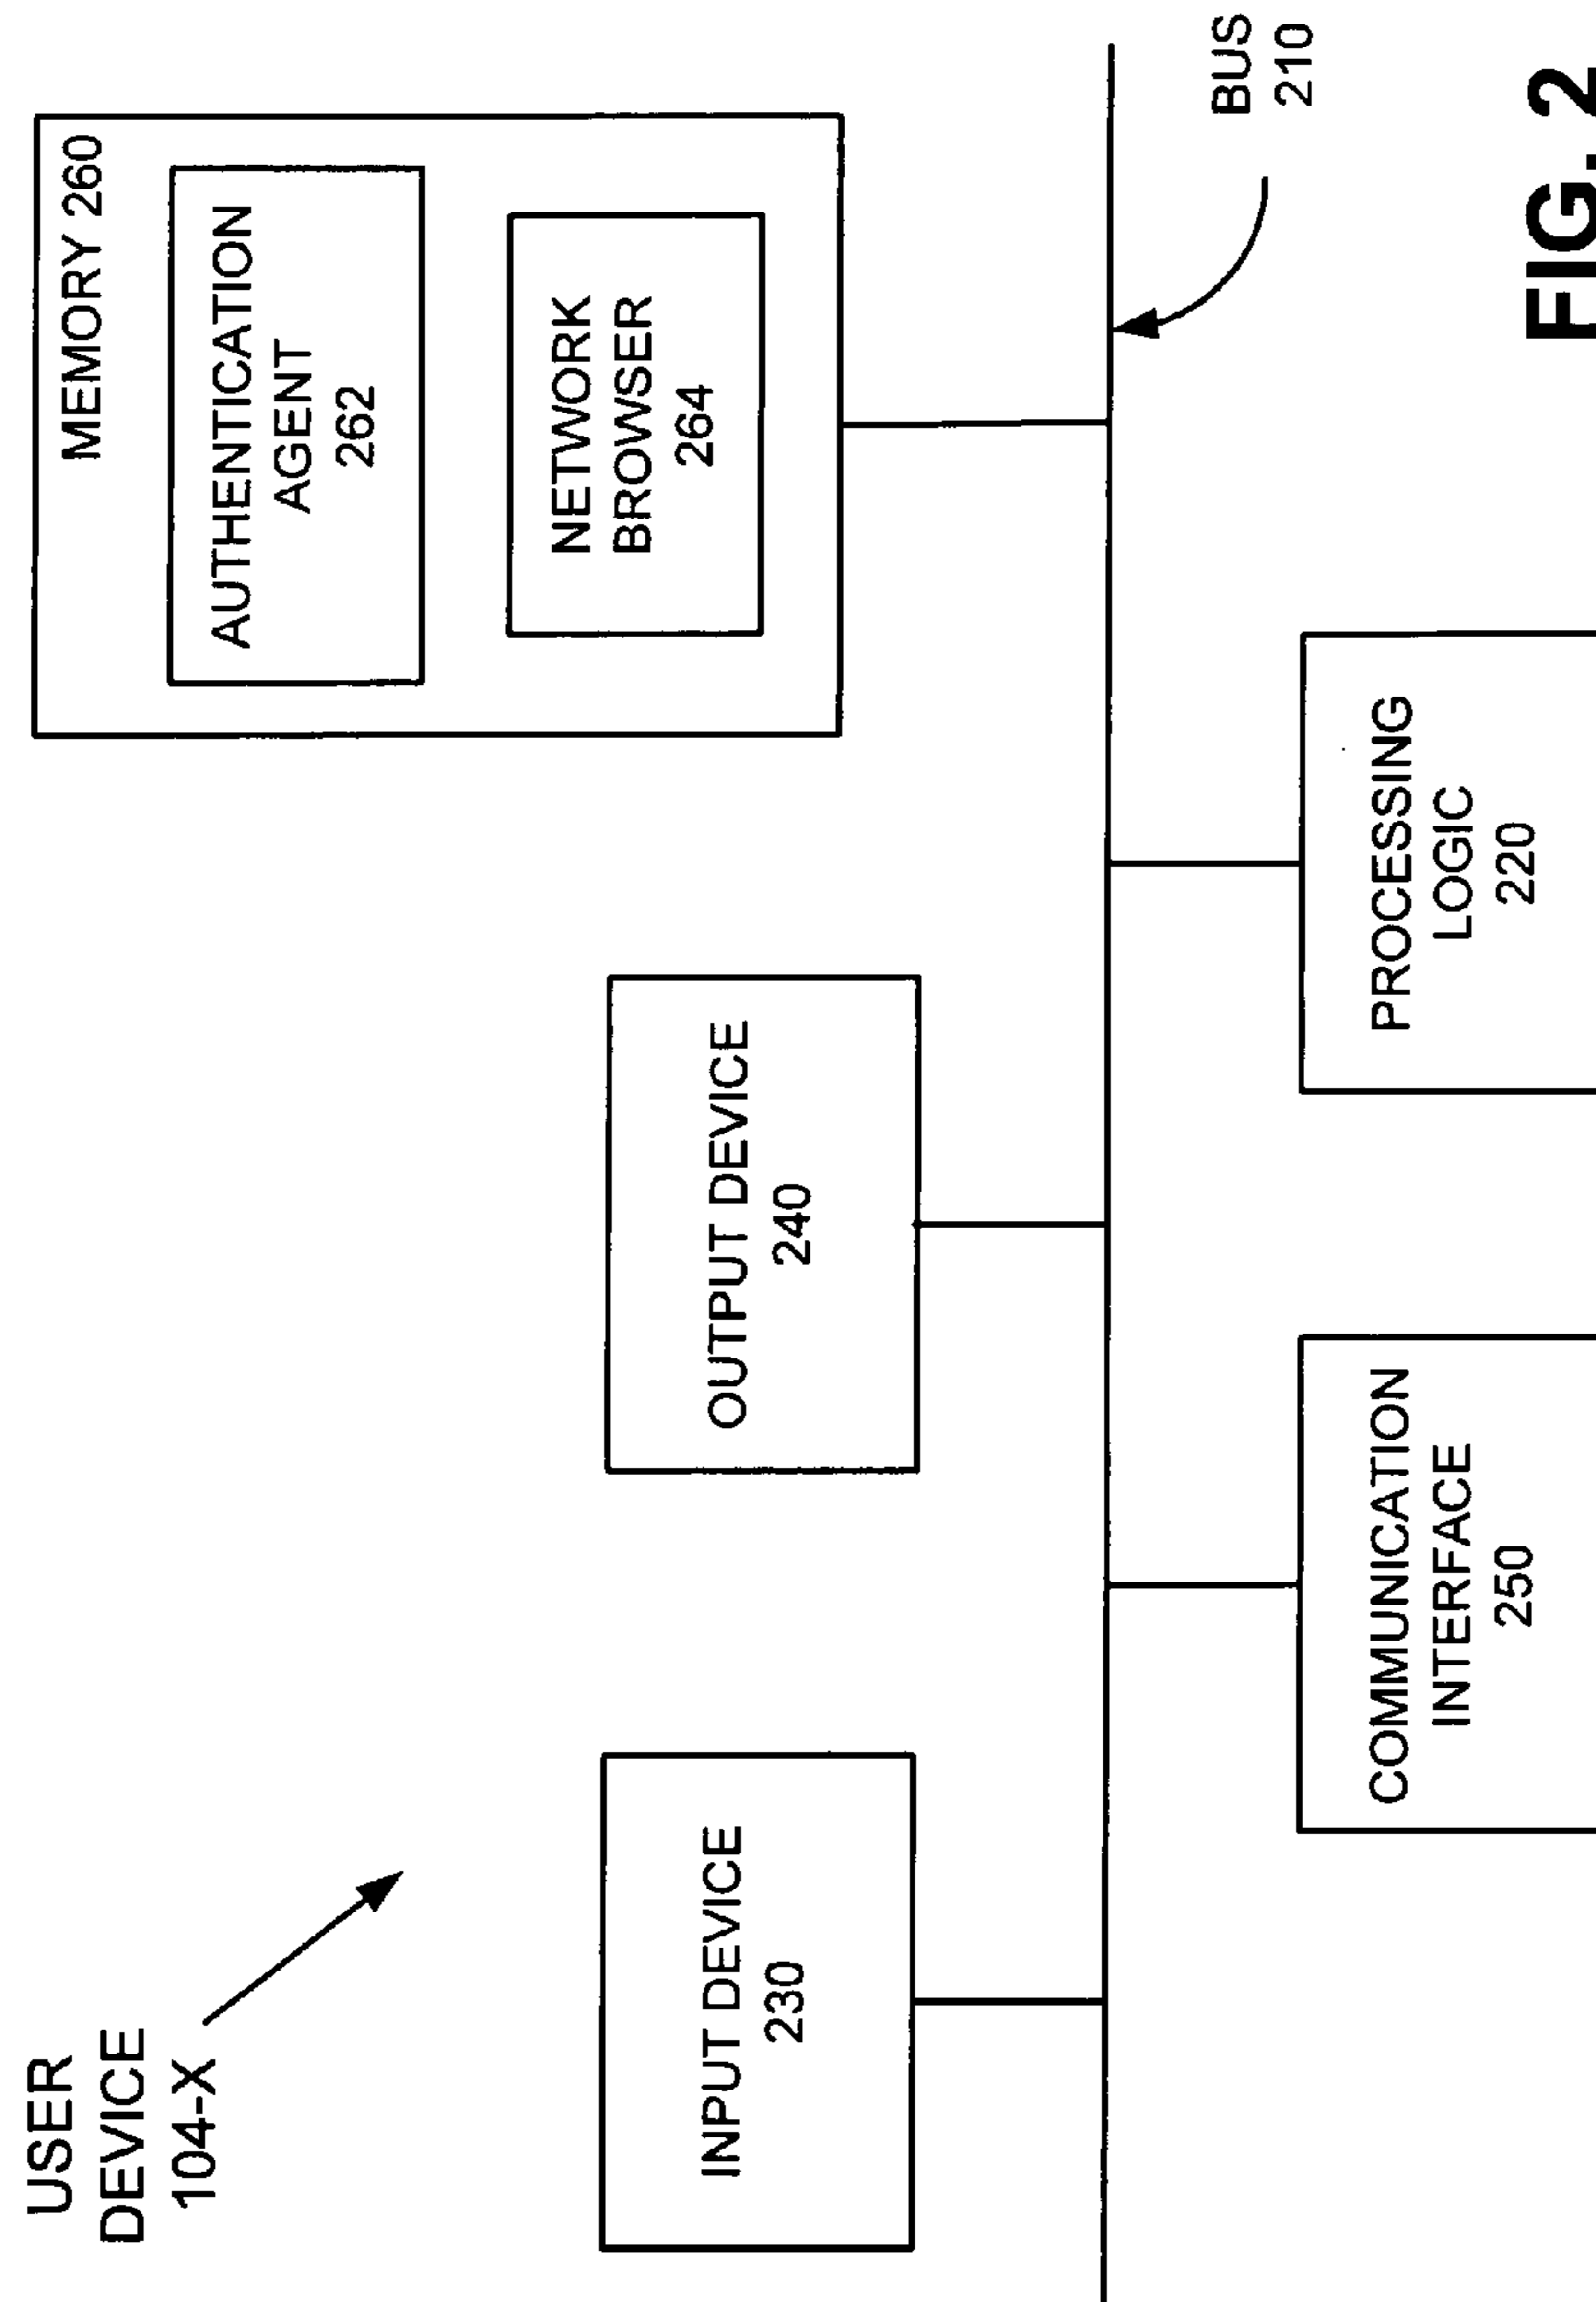 USER
DEVICE
104-X
MEMORY 260
AUTHENTICATION
AGENT
262
NETWORK
BROWSER
264
INPUT DEVICE
230
OUTPUT DEVICE
240
BUS
210
COMMUNICATION
INTERFACE
250
PROCESSING
LOGIC
220
FIG. 2